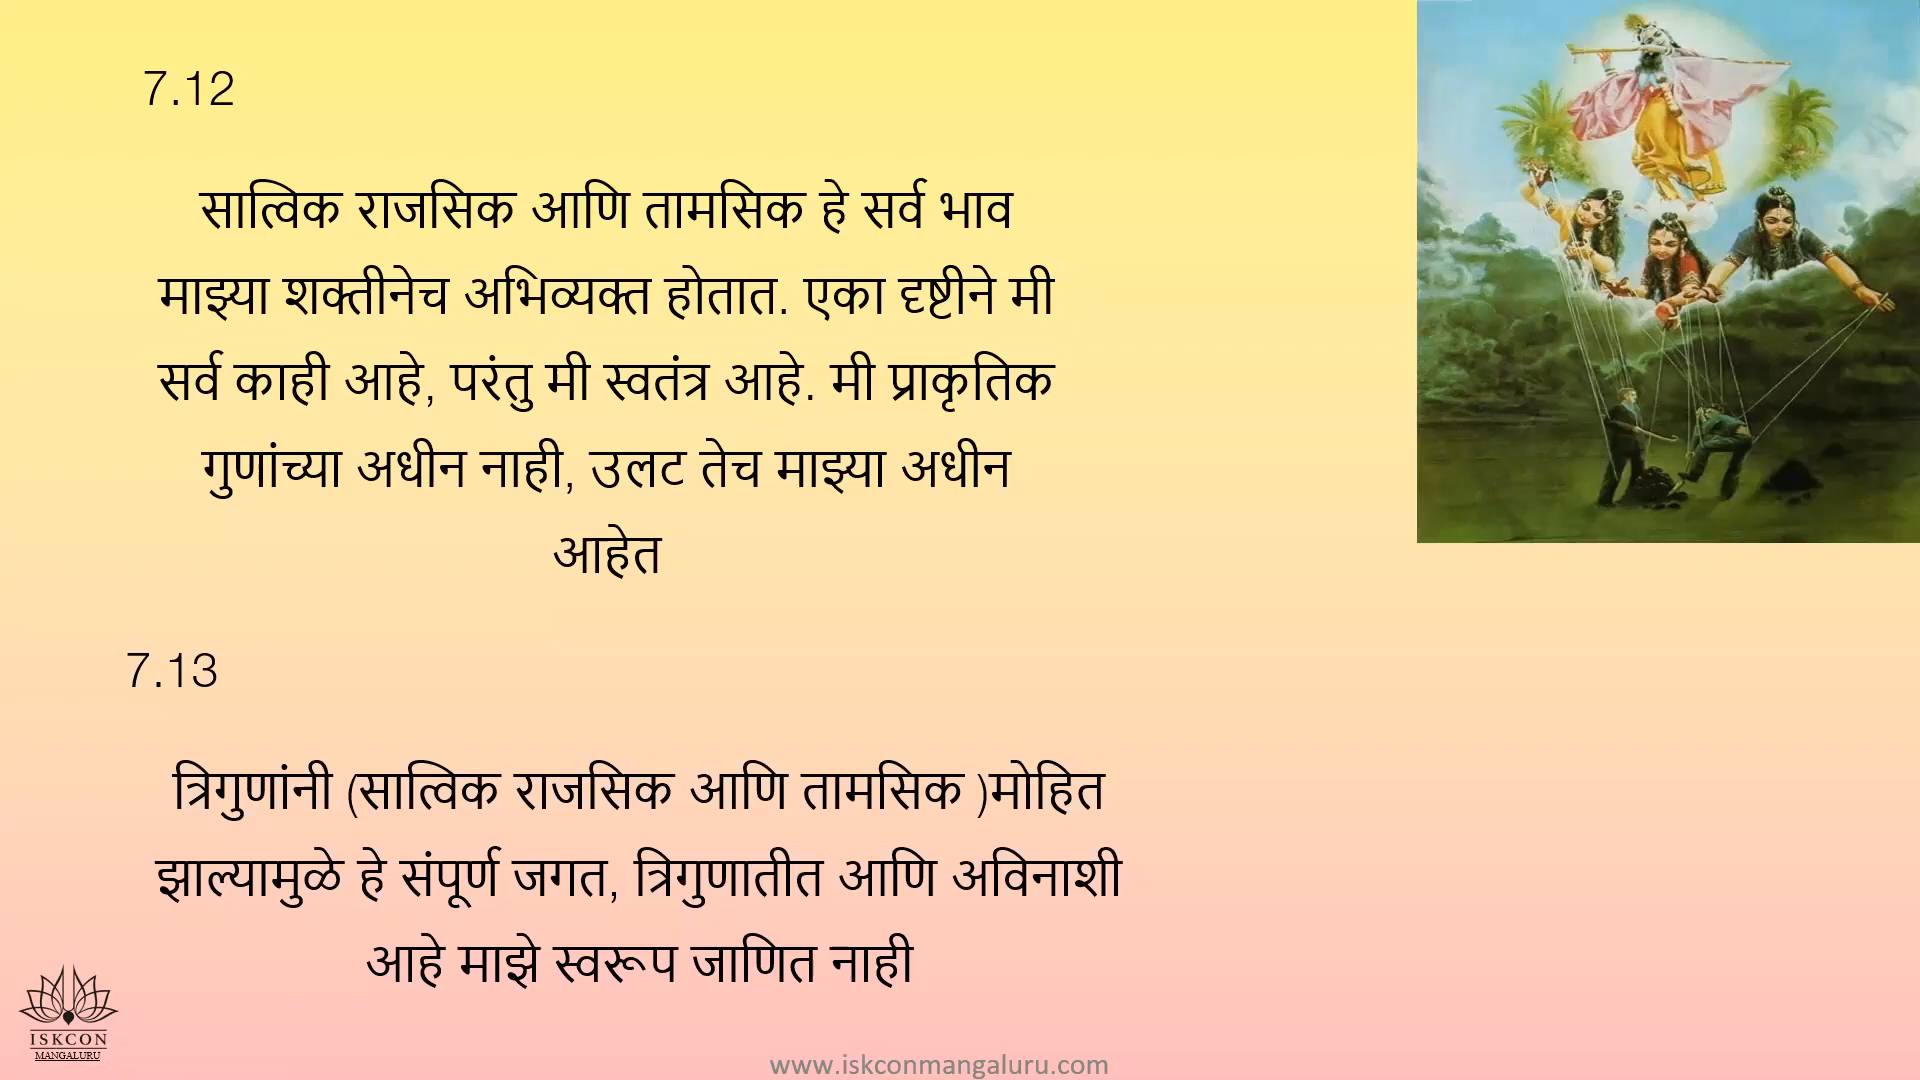 7.12
सात्विक राजसिक आणि तामसिक हे सर्व भाव
माझ्या शक्तीनेच अभिव्यक्त होतात. एका दृष्टीने मी
सर्व काही आहे, परंतु मी स्वतंत्र आहे. मी प्राकृतिक
गुणांच्या अधीन नाही, उलट तेच माझ्या अधीन
आहेत
7.13
त्रिगुणांनी (सात्विक राजसिक आणि तामसिक )मोहित
झाल्यामुळे हे संपूर्ण जगत, त्रिगुणातीत आणि अविनाशी
आहे माझे स्वरूप जाणित नाही
ISKCON
MANGALURU
www.iskconmangaluru.com